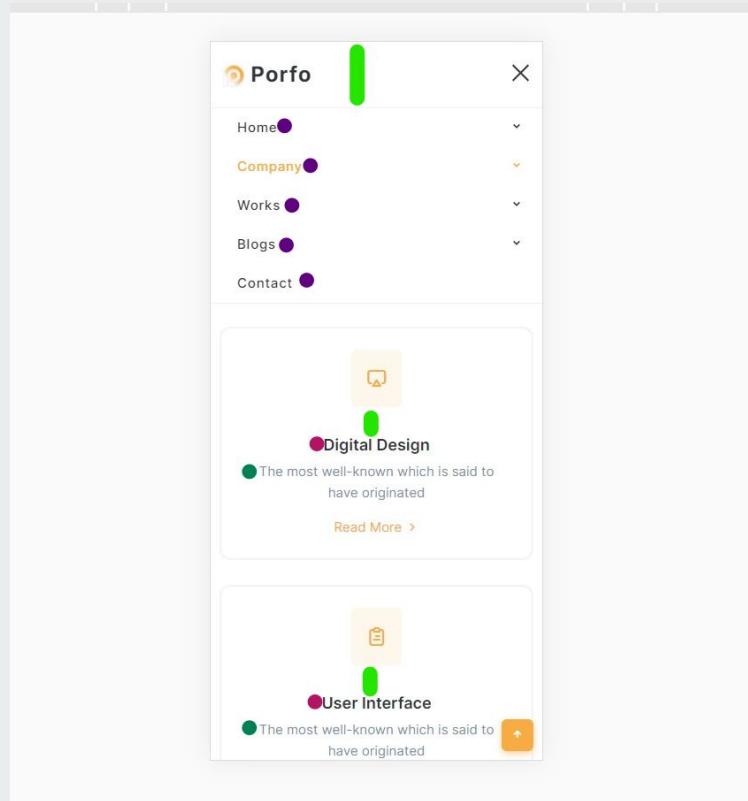 Porfo
Home
Company
Works
Blogs
Contact
Digital Design
The most well-known which is said to
have originated
Read More
User Interface
The most well-known which is said to
have originated